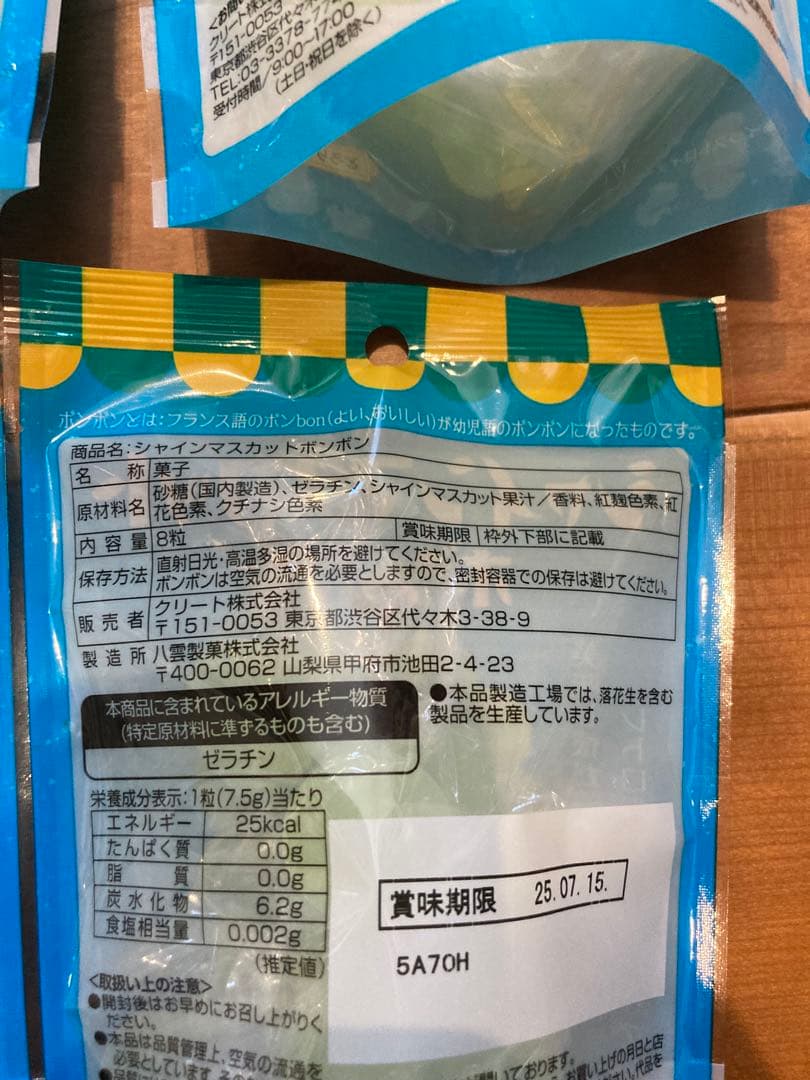 <お問
クリート株式
〒151-0053
東京都渋谷区代々木
TEL:03-3378-77
受付時間/9:00~17:00
(土日・祝日を除く)
ボンボンとは:フランス語のボンbon(よい、おいしい)が幼児語のボンボンになったものです。
商品名:シャインマスカットボンボン
名称 菓子
原材料名 砂糖(国内製造)、ゼラチン、シャインマスカット果汁/香料、紅麹色素、紅
花色素、クチナシ色素
内容量 8粒 賞味期限 枠外下部に記載
保存方法 直射日光・高温多湿の場所を避けてください。
ボンボンは空気の流通を必要としますので、密封容器での保存は避けてください。
販売者 クリート株式会社
〒151-0053 東京都渋谷区代々木3-38-9
製造所 八雲製菓株式会社
〒400-0062 山梨県甲府市池田2-4-23
本商品に含まれているアレルギー物質
(特定原材料に準ずるものも含む)
ゼラチン
●本品製造工場では、落花生を含む
製品を生産しています。
栄養成分表示:1粒(7.5g)当たり
エネルギー 25kcal
たんぱく質 0.0g
脂質 0.0g
炭水化物 6.2g
食塩相当量 0.002g
(推定値)
賞味期限 25.07.15.
5A70H
<取扱い上の注意>
●開封後はお早めにお召し上がりく
ださい。
●本品は品質管理上、空気の流通を
必要としています
お買い上げの月日と店